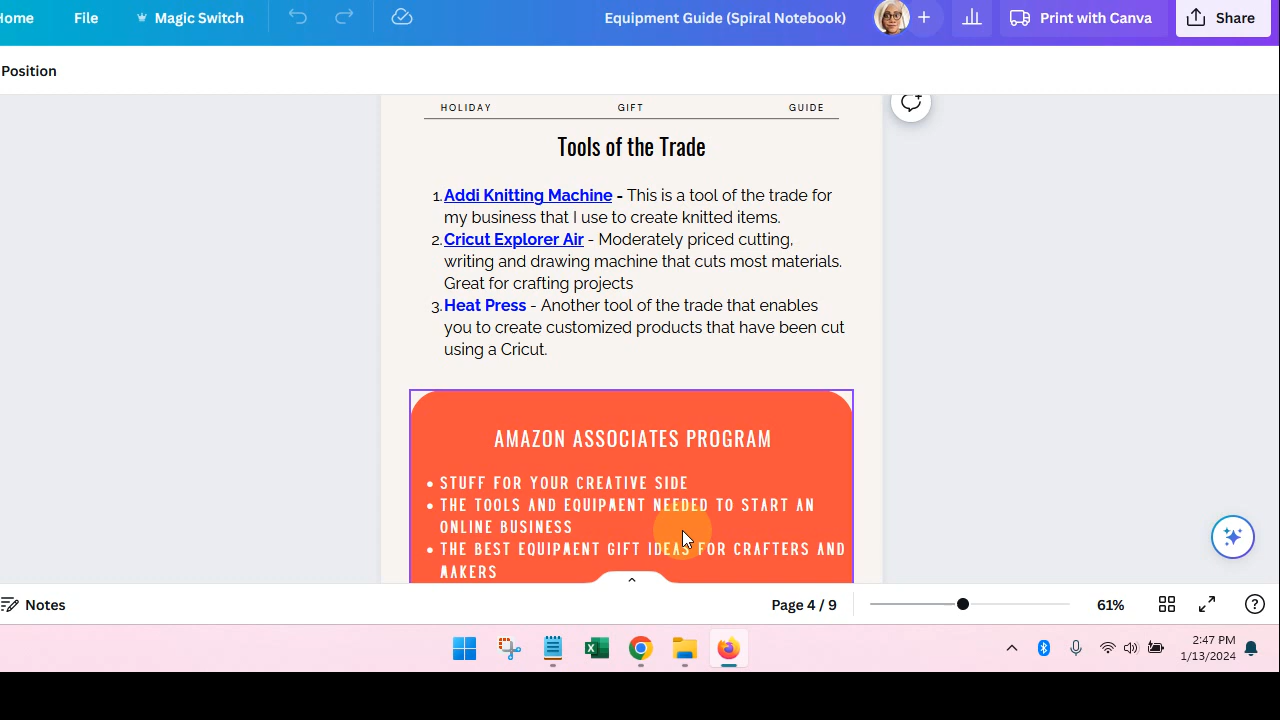 Home File Magic Switch Equipment Guide (Spiral Notebook) Print with Canva Share
Position
HOLIDAY GIFT GUIDE
Tools of the Trade
1. Addi Knitting Machine - This is a tool of the trade for
my business that I use to create knitted items.
2. Cricut Explorer Air - Moderately priced cutting,
writing and drawing machine that cuts most materials.
Great for crafting projects
3. Heat Press - Another tool of the trade that enables
you to create customized products that have been cut
using a Cricut.
AMAZON ASSOCIATES PROGRAM
• STUFF FOR YOUR CREATIVE SIDE
• THE TOOLS AND EQUIPMENT NEEDED TO START AN
ONLINE BUSINESS
• THE BEST EQUIPMENT GIFT IDEAS FOR CRAFTERS AND
MAKERS
Notes Page 4 / 9 61%
2:47 PM
1/13/2024